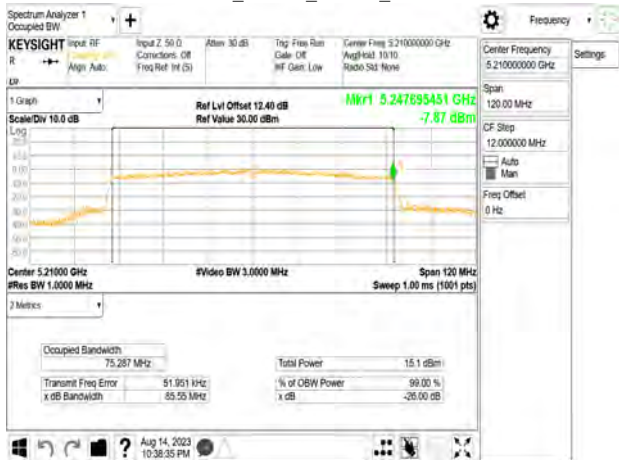 Spectrum Analyzer 1
Occupied BW
+
Frequency
KEYSIGHT
Input: RF
R
Align: Auto
Input Z: 50 Ω
Corrections: Off
Freq Ref: Int (S)
Atten: 30 dB
Trig: Free Run
Gate: Off
#IF Gain: Low
Center Freq: 5.210000000 GHz
Avg|Hold: 10/10
Radio Std: None
Center Frequency
5.210000000 GHz
Settings
Span
120.00 MHz
CF Step
12.000000 MHz
Auto
Man
Freq Offset
0 Hz
1 Graph
Scale/Div 10.0 dB
Log
Ref Lvl Offset 12.40 dB
Ref Value 30.00 dBm
Mkr1 5.247695451 GHz
-7.87 dBm
Center 5.21000 GHz
#Res BW 1.0000 MHz
#Video BW 3.0000 MHz
Span 120 MHz
Sweep 1.00 ms (1001 pts)
2 Metrics
Occupied Bandwidth
75.287 MHz
Total Power
15.1 dBm
Transmit Freq Error
51.951 kHz
% of OBW Power
99.00 %
x dB Bandwidth
85.55 MHz
x dB
-26.00 dB
?
Aug 14, 2023
10:38:35 PM